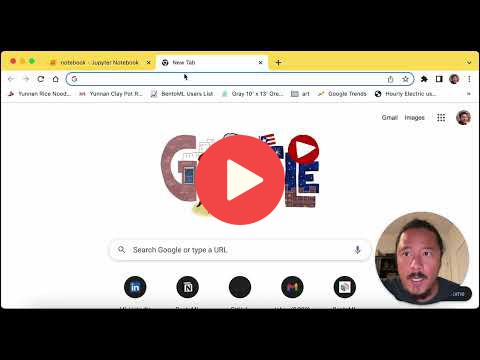 notebook - Jupyter Notebook
New Tab
Yunnan Rice Nood...
Yunnan Clay Pot R...
BentoML Users List
Gray 10' x 13' Gre...
art
Google Trends
Hourly Electric us...
Gmail
Images
Search Google or type a URL